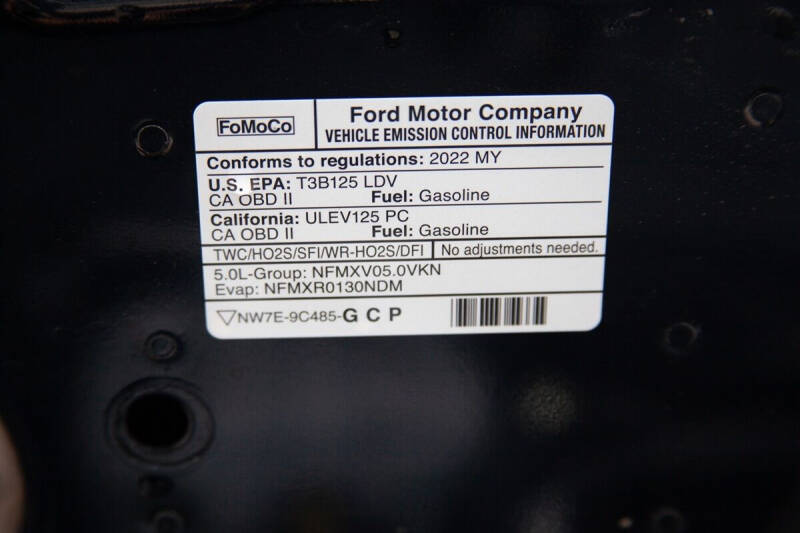 FoMoCo
Ford Motor Company
VEHICLE EMISSION CONTROL INFORMATION
Conforms to regulations: 2022 MY
U.S. EPA: T3B125 LDV
CA OBD II Fuel: Gasoline
California: ULEV125 PC
CA OBD II Fuel: Gasoline
TWC/HO2S/SFI/WR-HO2S/DFI No adjustments needed.
5.0L-Group: NFMXV05.0VKN
Evap: NFMXR0130NDM
NW7E-9C485-G C P